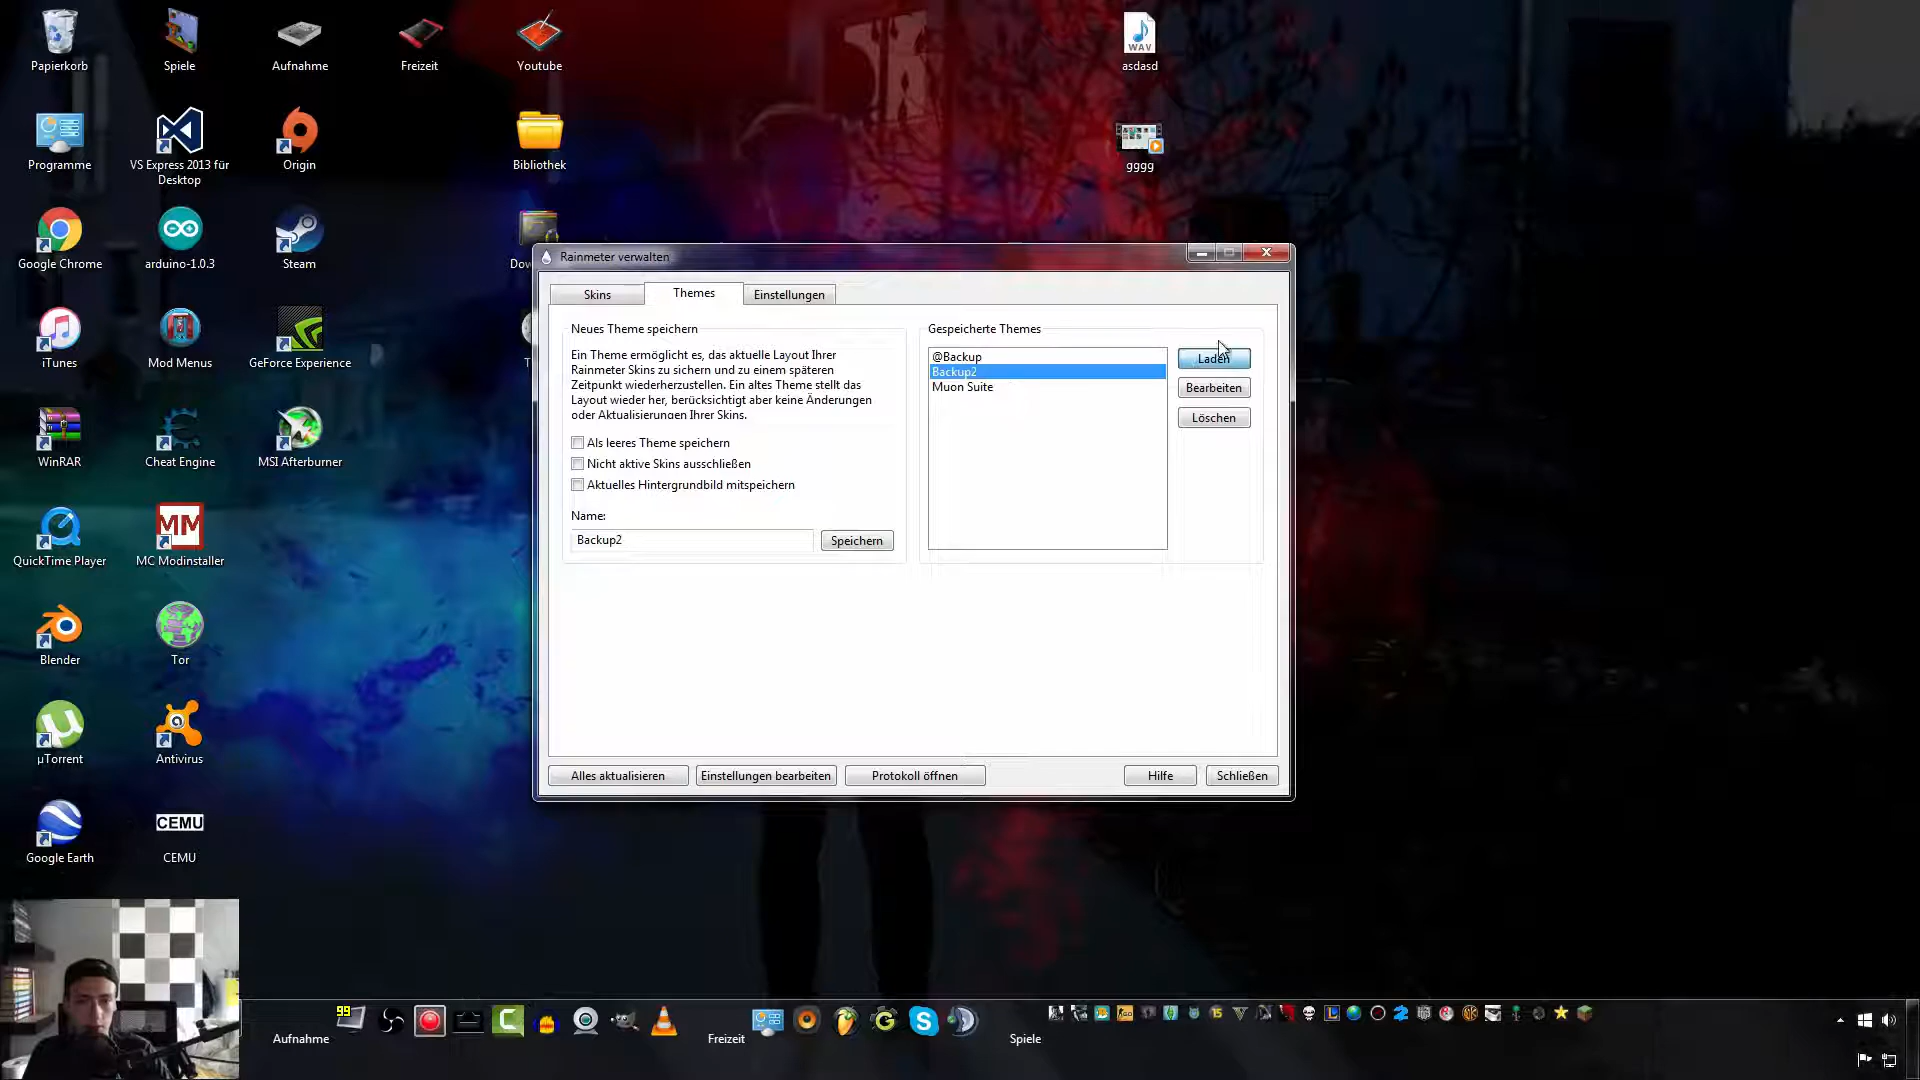 Papierkorb
Spiele
Aufnahme
Freizeit
Youtube
WAV
asdasd
Programme
VS Express 2013 für
Desktop
Origin
Bibliothek
gggg
Google Chrome
arduino-1.0.3
Steam
iTunes
Mod Menus
GeForce Experience
WinRAR
Cheat Engine
MSI Afterburner
QuickTime Player
MM
MC Modinstaller
Blender
Tor
µTorrent
Antivirus
Google Earth
CEMU
CEMU
Rainmeter verwalten
Skins
Themes
Einstellungen
Neues Theme speichern
Ein Theme ermöglicht es, das aktuelle Layout Ihrer
Rainmeter Skins zu sichern und zu einem späteren
Zeitpunkt wiederherzustellen. Ein altes Theme stellt das
Layout wieder her, berücksichtigt aber keine Änderungen
oder Aktualisierungen Ihrer Skins.
Als leeres Theme speichern
Nicht aktive Skins ausschließen
Aktuelles Hintergrundbild mitspeichern
Name:
Backup2
Speichern
Gespeicherte Themes
@Backup
Backup2
Muon Suite
Laden
Bearbeiten
Löschen
Alles aktualisieren
Einstellungen bearbeiten
Protokoll öffnen
Hilfe
Schließen
Aufnahme
99
Freizeit
Spiele